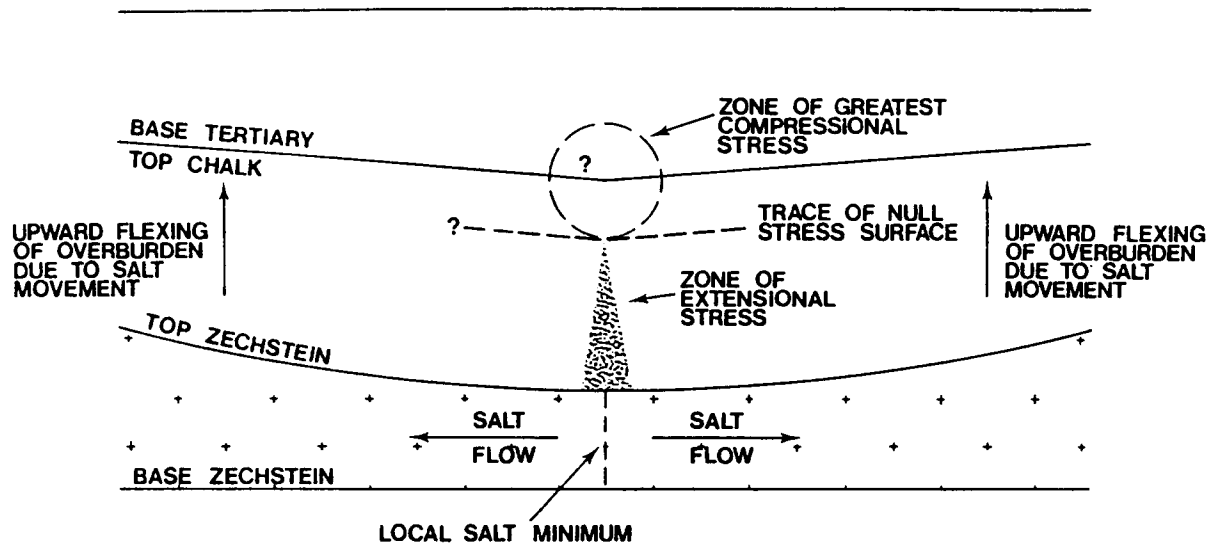 ZONE OF GREATEST
COMPRESSIONAL
STRESS
BASE TERTIARY
TOP CHALK
?
?
TRACE OF NULL
STRESS SURFACE
UPWARD FLEXING
OF OVERBURDEN
DUE TO SALT
MOVEMENT
UPWARD FLEXING
OF OVERBURDEN
DUE TO SALT
MOVEMENT
ZONE OF
EXTENSIONAL
STRESS
TOP ZECHSTEIN
SALT
FLOW
SALT
FLOW
BASE ZECHSTEIN
LOCAL SALT MINIMUM